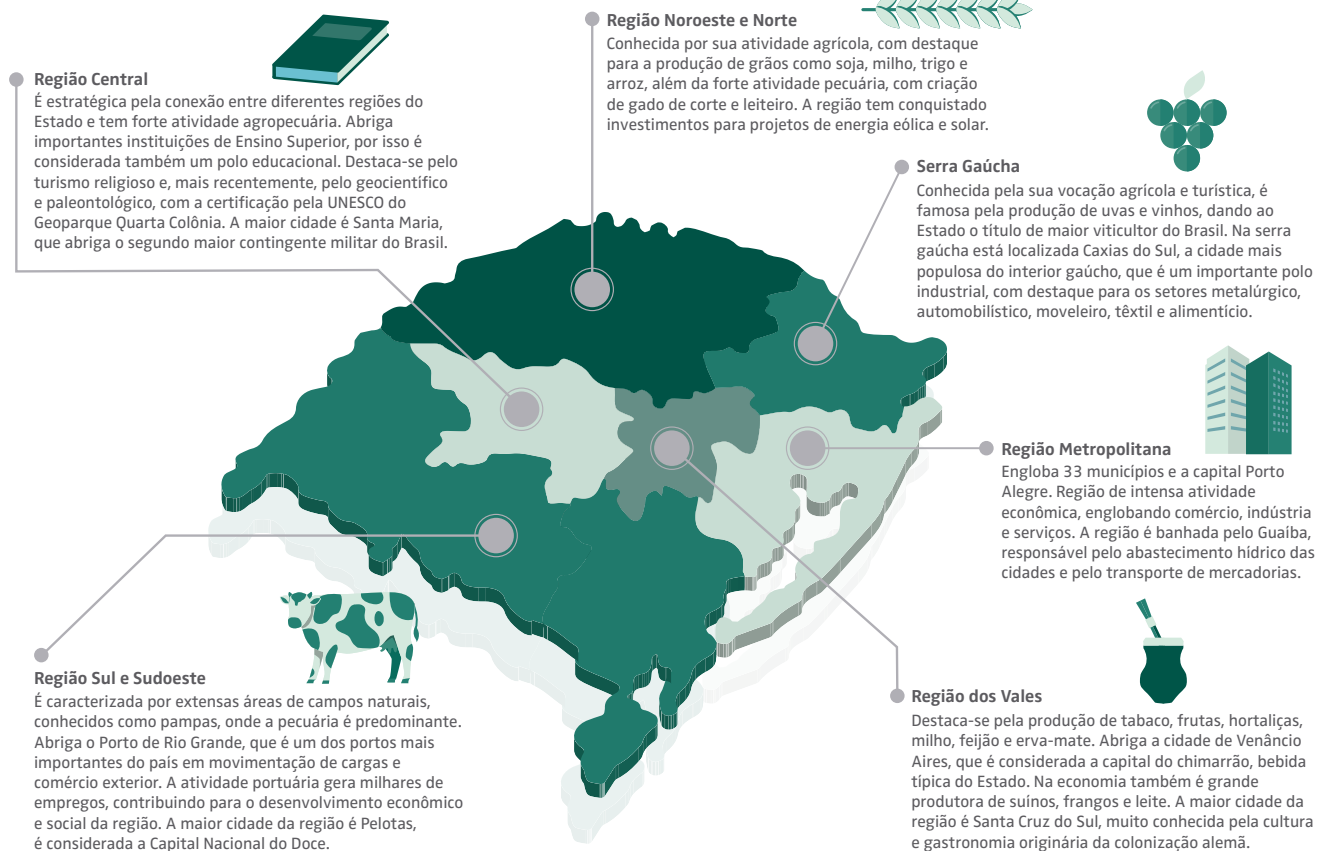 Região Central
É estratégica pela conexão entre diferentes regiões do
Estado e tem forte atividade agropecuária. Abriga
importantes instituições de Ensino Superior, por isso é
considerada também um polo educacional. Destaca-se pelo
turismo religioso e, mais recentemente, pelo geocientífico
e paleontológico, com a certificação pela UNESCO do
Geoparque Quarta Colônia. A maior cidade é Santa Maria,
que abriga o segundo maior contingente militar do Brasil.
Região Noroeste e Norte
Conhecida por sua atividade agrícola, com destaque
para a produção de grãos como soja, milho, trigo e
arroz, além da forte atividade pecuária, com criação
de gado de corte e leiteiro. A região tem conquistado
investimentos para projetos de energia eólica e solar.
Serra Gaúcha
Conhecida pela sua vocação agrícola e turística, é
famosa pela produção de uvas e vinhos, dando ao
Estado o título de maior viticultor do Brasil. Na serra
gaúcha está localizada Caxias do Sul, a cidade mais
populosa do interior gaúcho, que é um importante polo
industrial, com destaque para os setores metalúrgico,
automobilístico, moveleiro, têxtil e alimentício.
Região Metropolitana
Engloba 33 municípios e a capital Porto
Alegre. Região de intensa atividade
econômica, englobando comércio, indústria
e serviços. A região é banhada pelo Guaíba,
responsável pelo abastecimento hídrico das
cidades e pelo transporte de mercadorias.
Região Sul e Sudoeste
É caracterizada por extensas áreas de campos naturais,
conhecidos como pampas, onde a pecuária é predominante.
Abriga o Porto de Rio Grande, que é um dos portos mais
importantes do país em movimentação de cargas e
comércio exterior. A atividade portuária gera milhares de
empregos, contribuindo para o desenvolvimento econômico
e social da região. A maior cidade da região é Pelotas,
é considerada a Capital Nacional do Doce.
Região dos Vales
Destaca-se pela produção de tabaco, frutas, hortaliças,
milho, feijão e erva-mate. Abriga a cidade de Venâncio
Aires, que é considerada a capital do chimarrão, bebida
típica do Estado. Na economia também é grande
produtora de suínos, frangos e leite. A maior cidade da
região é Santa Cruz do Sul, muito conhecida pela cultura
e gastronomia originária da colonização alemã.